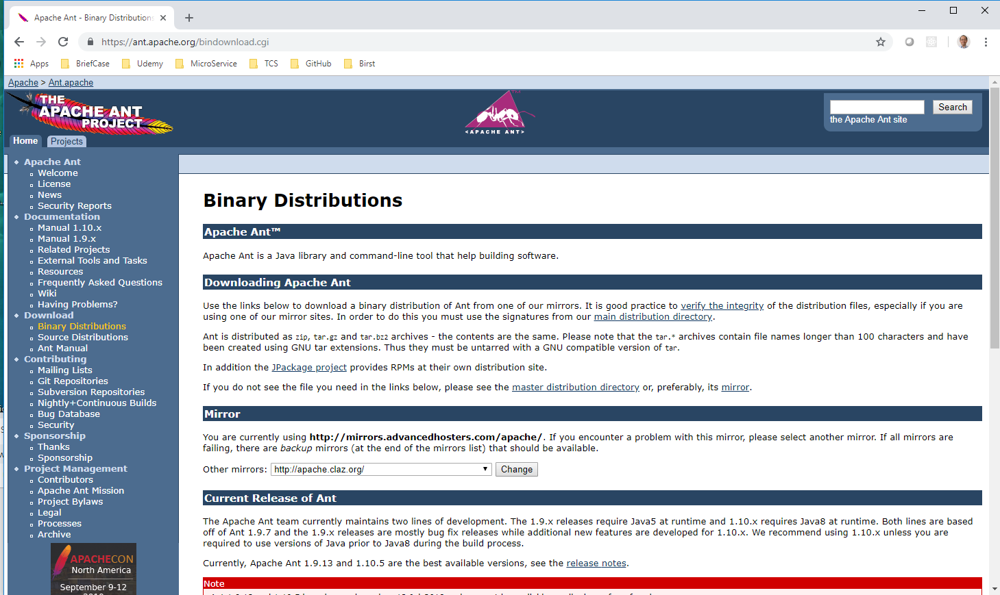 Apache Ant - Binary Distributions
https://ant.apache.org/bindownload.cgi
Apps BriefCase Udemy MicroService TCS GitHub Birst
Apache > Ant.apache
THE
APACHE ANT
PROJECT
<APACHE ANT>
TM
Search
the Apache Ant site
Home Projects
Apache Ant
Welcome
License
News
Security Reports
Documentation
Manual 1.10.x
Manual 1.9.x
Related Projects
External Tools and Tasks
Resources
Frequently Asked Questions
Wiki
Having Problems?
Download
Binary Distributions
Source Distributions
Ant Manual
Contributing
Mailing Lists
Git Repositories
Subversion Repositories
Nightly+Continuous Builds
Bug Database
Security
Sponsorship
Thanks
Sponsorship
Project Management
Contributors
Apache Ant Mission
Project Bylaws
Legal
Processes
Archive
APACHECON
North America
September 9-12
Binary Distributions
Apache Ant™
Apache Ant is a Java library and command-line tool that help building software.
Downloading Apache Ant
Use the links below to download a binary distribution of Ant from one of our mirrors. It is good practice to verify the integrity of the distribution files, especially if you are
using one of our mirror sites. In order to do this you must use the signatures from our main distribution directory.
Ant is distributed as zip, tar.gz and tar.bz2 archives - the contents are the same. Please note that the tar.* archives contain file names longer than 100 characters and have
been created using GNU tar extensions. Thus they must be untarred with a GNU compatible version of tar.
In addition the JPackage project provides RPMs at their own distribution site.
If you do not see the file you need in the links below, please see the master distribution directory or, preferably, its mirror.
Mirror
You are currently using http://mirrors.advancedhosters.com/apache/. If you encounter a problem with this mirror, please select another mirror. If all mirrors are
failing, there are backup mirrors (at the end of the mirrors list) that should be available.
Other mirrors: http://apache.claz.org/ Change
Current Release of Ant
The Apache Ant team currently maintains two lines of development. The 1.9.x releases require Java5 at runtime and 1.10.x requires Java8 at runtime. Both lines are based
off of Ant 1.9.7 and the 1.9.x releases are mostly bug fix releases while additional new features are developed for 1.10.x. We recommend using 1.10.x unless you are
required to use versions of Java prior to Java8 during the build process.
Currently, Apache Ant 1.9.13 and 1.10.5 are the best available versions, see the release notes.
Note